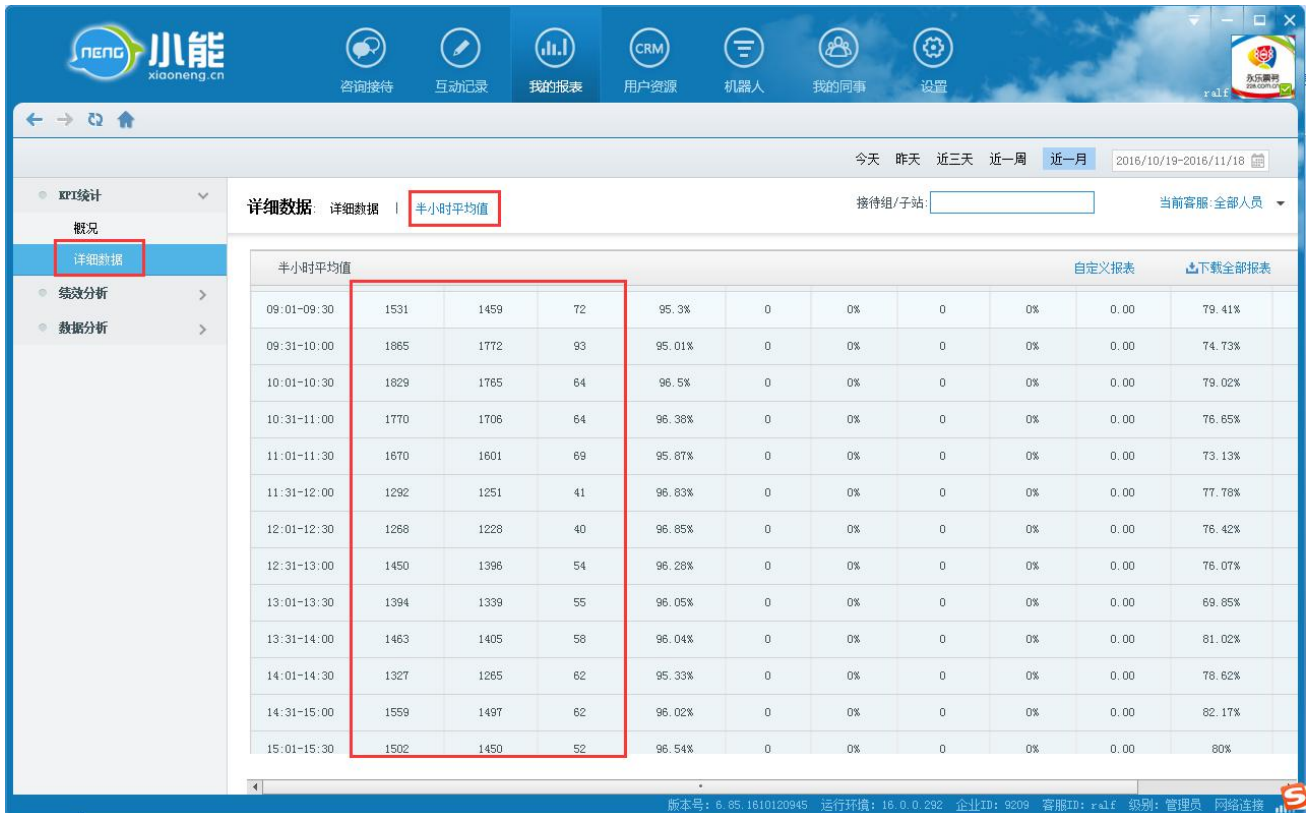 neng 小能
xiaoneng.cn
咨询接待 互动记录 我的报表 CRM 用户资源 机器人 我的同事 设置
永乐票务
ralf
今天 昨天 近三天 近一周 近一月 2016/10/19-2016/11/18
KPI统计
概况
详细数据
绩效分析
数据分析
详细数据: 详细数据 | 半小时平均值 接待组/子站: 当前客服:全部人员
半小时平均值 自定义报表 下载全部报表
09:01-09:30 1531 1459 72 95.3% 0 0% 0 0% 0.00 79.41%
09:31-10:00 1865 1772 93 95.01% 0 0% 0 0% 0.00 74.73%
10:01-10:30 1829 1765 64 96.5% 0 0% 0 0% 0.00 79.02%
10:31-11:00 1770 1706 64 96.38% 0 0% 0 0% 0.00 76.65%
11:01-11:30 1670 1601 69 95.87% 0 0% 0 0% 0.00 73.13%
11:31-12:00 1292 1251 41 96.83% 0 0% 0 0% 0.00 77.78%
12:01-12:30 1268 1228 40 96.85% 0 0% 0 0% 0.00 76.42%
12:31-13:00 1450 1396 54 96.28% 0 0% 0 0% 0.00 76.07%
13:01-13:30 1394 1339 55 96.05% 0 0% 0 0% 0.00 69.85%
13:31-14:00 1463 1405 58 96.04% 0 0% 0 0% 0.00 81.02%
14:01-14:30 1327 1265 62 95.33% 0 0% 0 0% 0.00 78.62%
14:31-15:00 1559 1497 62 96.02% 0 0% 0 0% 0.00 82.17%
15:01-15:30 1502 1450 52 96.54% 0 0% 0 0% 0.00 80%
版本号: 6.85.1610120945 运行环境: 16.0.0.292 企业ID: 9209 客服ID: ralf 级别: 管理员 网络连接